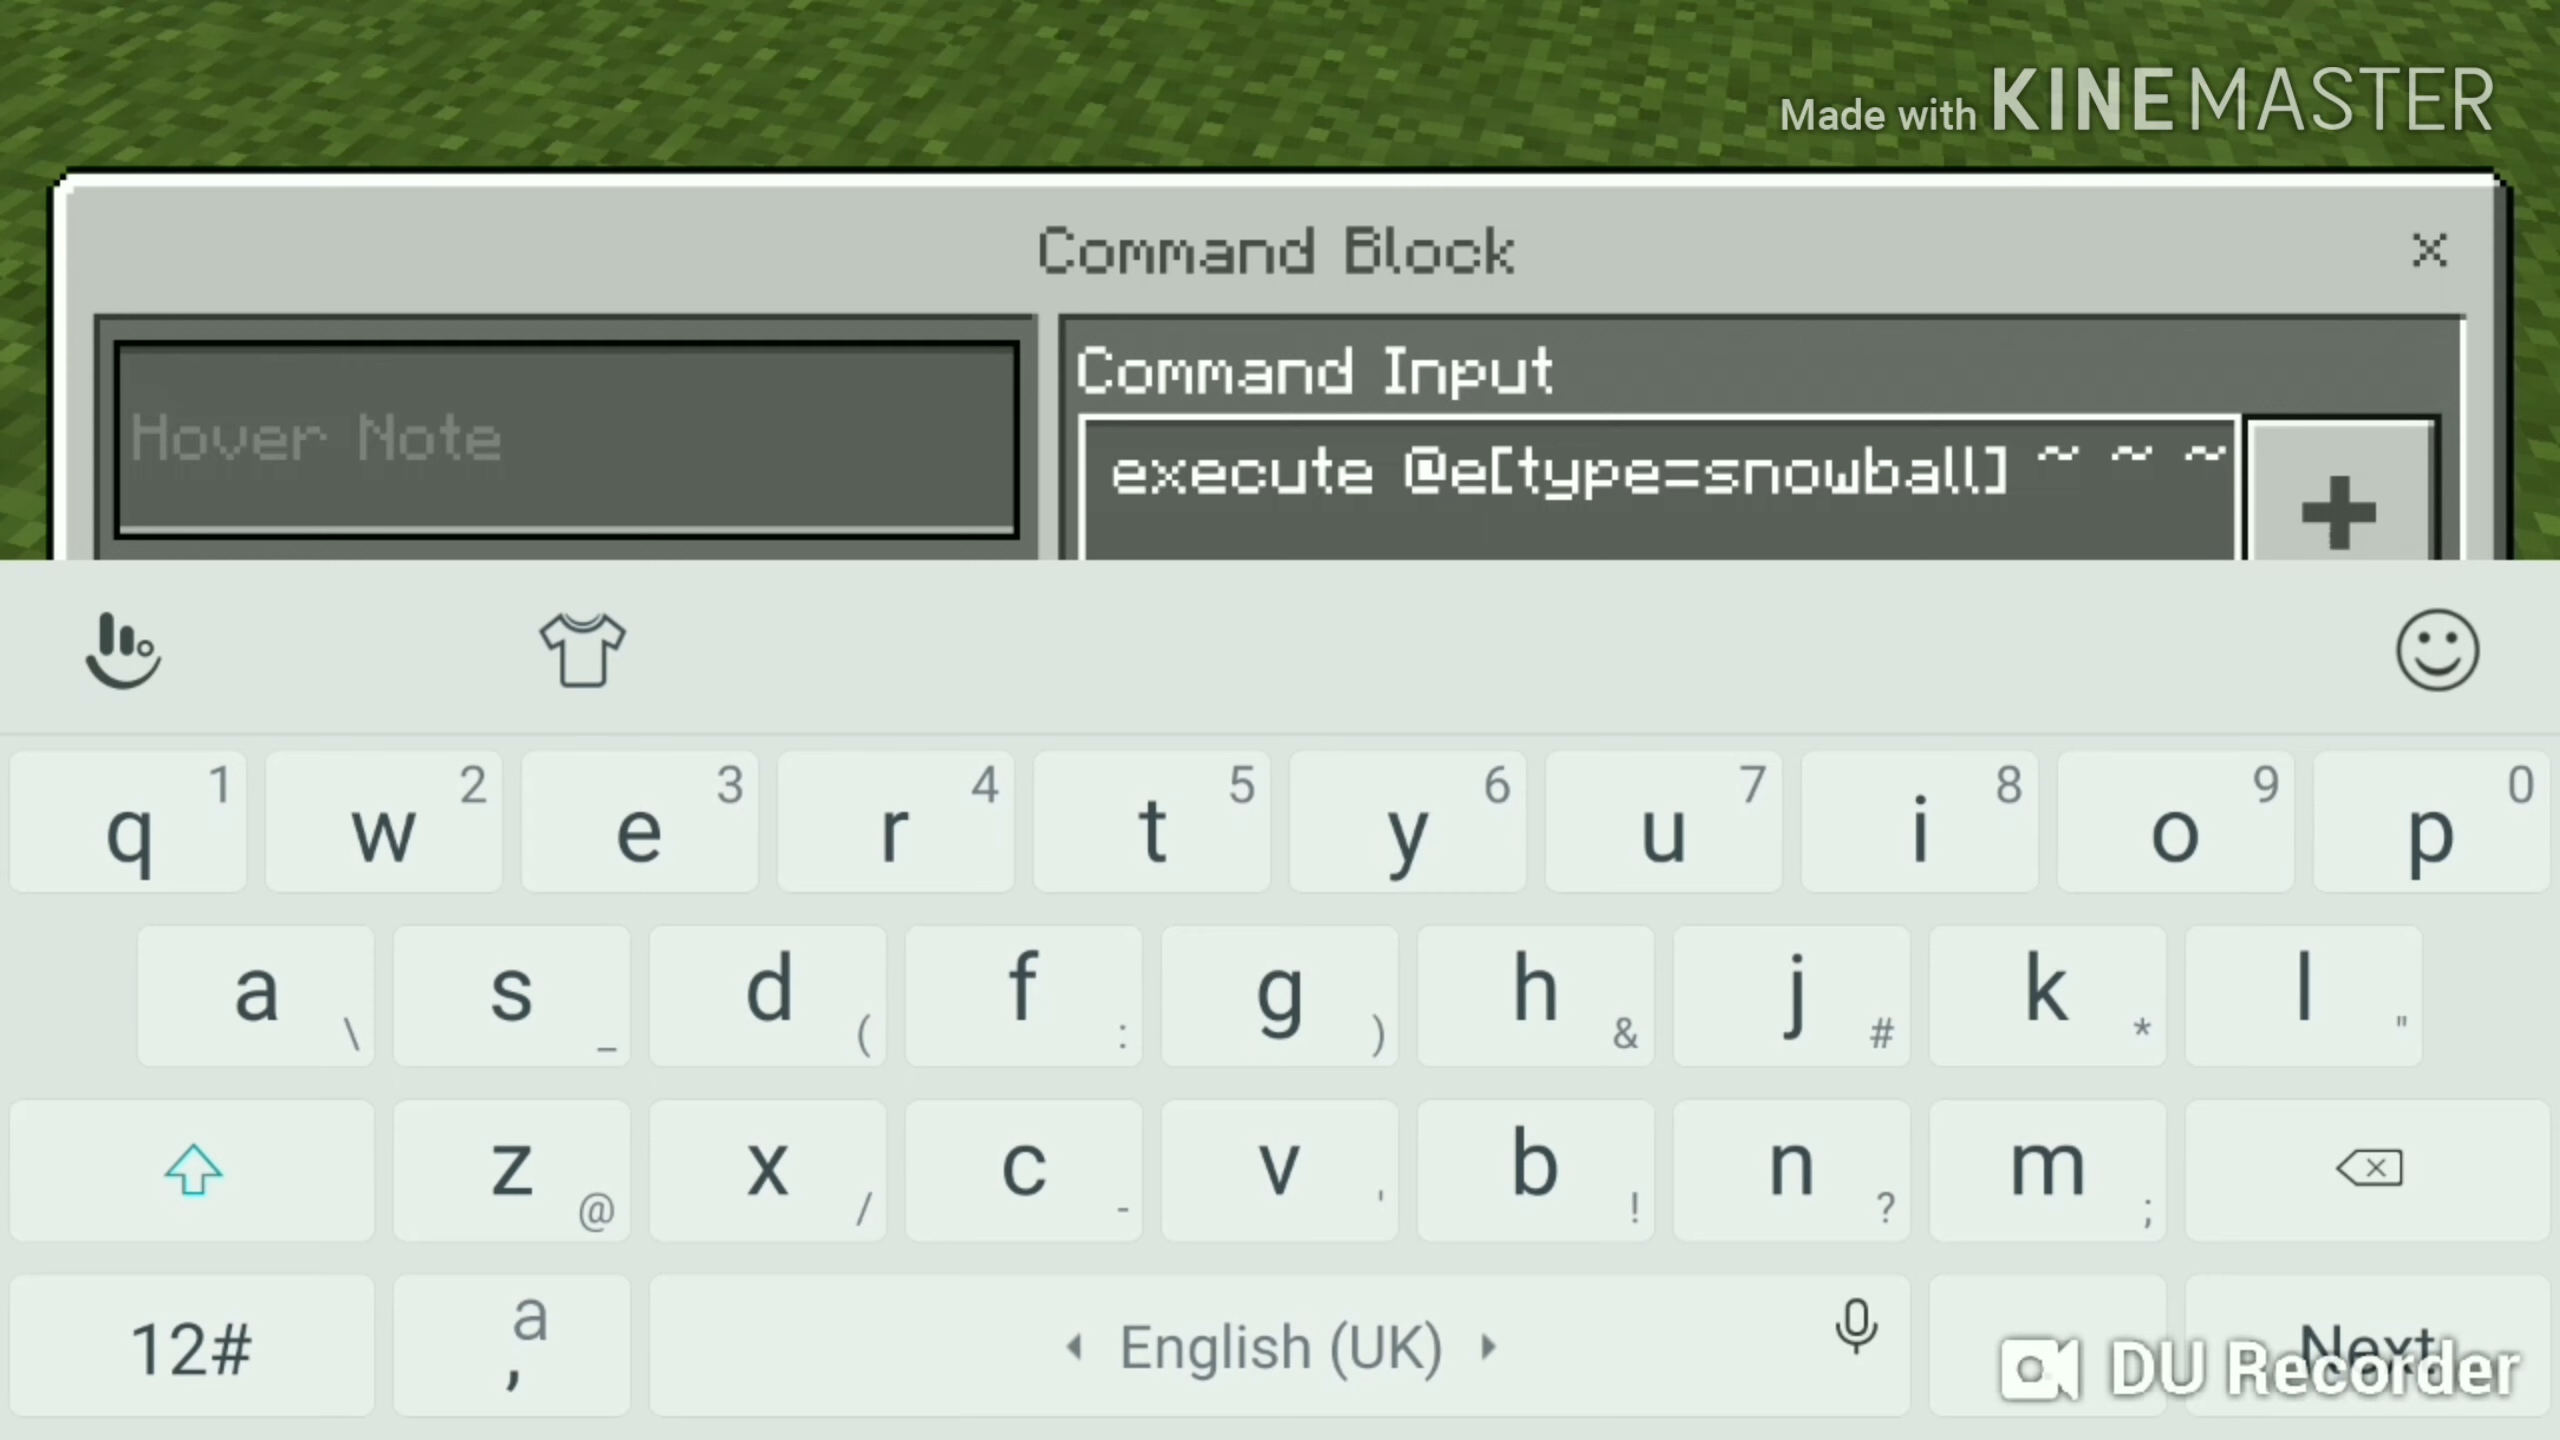 Made with KINEMASTER
Command Block
Hover Note
Command Input
execute @e[type=snowball] ~ ~ ~
q 1 w 2 e 3 r 4 t 5 y 6 u 7 i 8 o 9 p 0
a \ s _ d ( f : g ) h & j # k * l "
z @ x / c - v ' b ! n ? m ;
12# a , English (UK) Next
DU Recorder